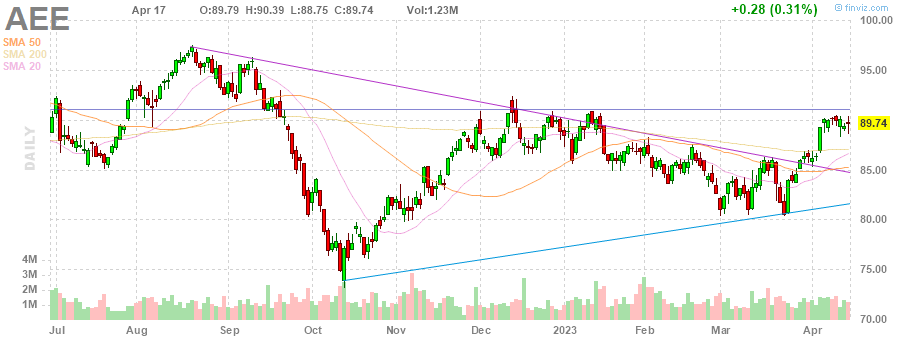 AEE
Apr 17 O:89.79 H:90.39 L:88.75 C:89.74 Vol:1.23M +0.28 (0.31%)
© finviz.com
SMA 50
SMA 200
SMA 20
DAILY
100.00
95.00
89.74
85.00
80.00
75.00
70.00
4M
3M
2M
1M
Jul Aug Sep Oct Nov Dec 2023 Feb Mar Apr